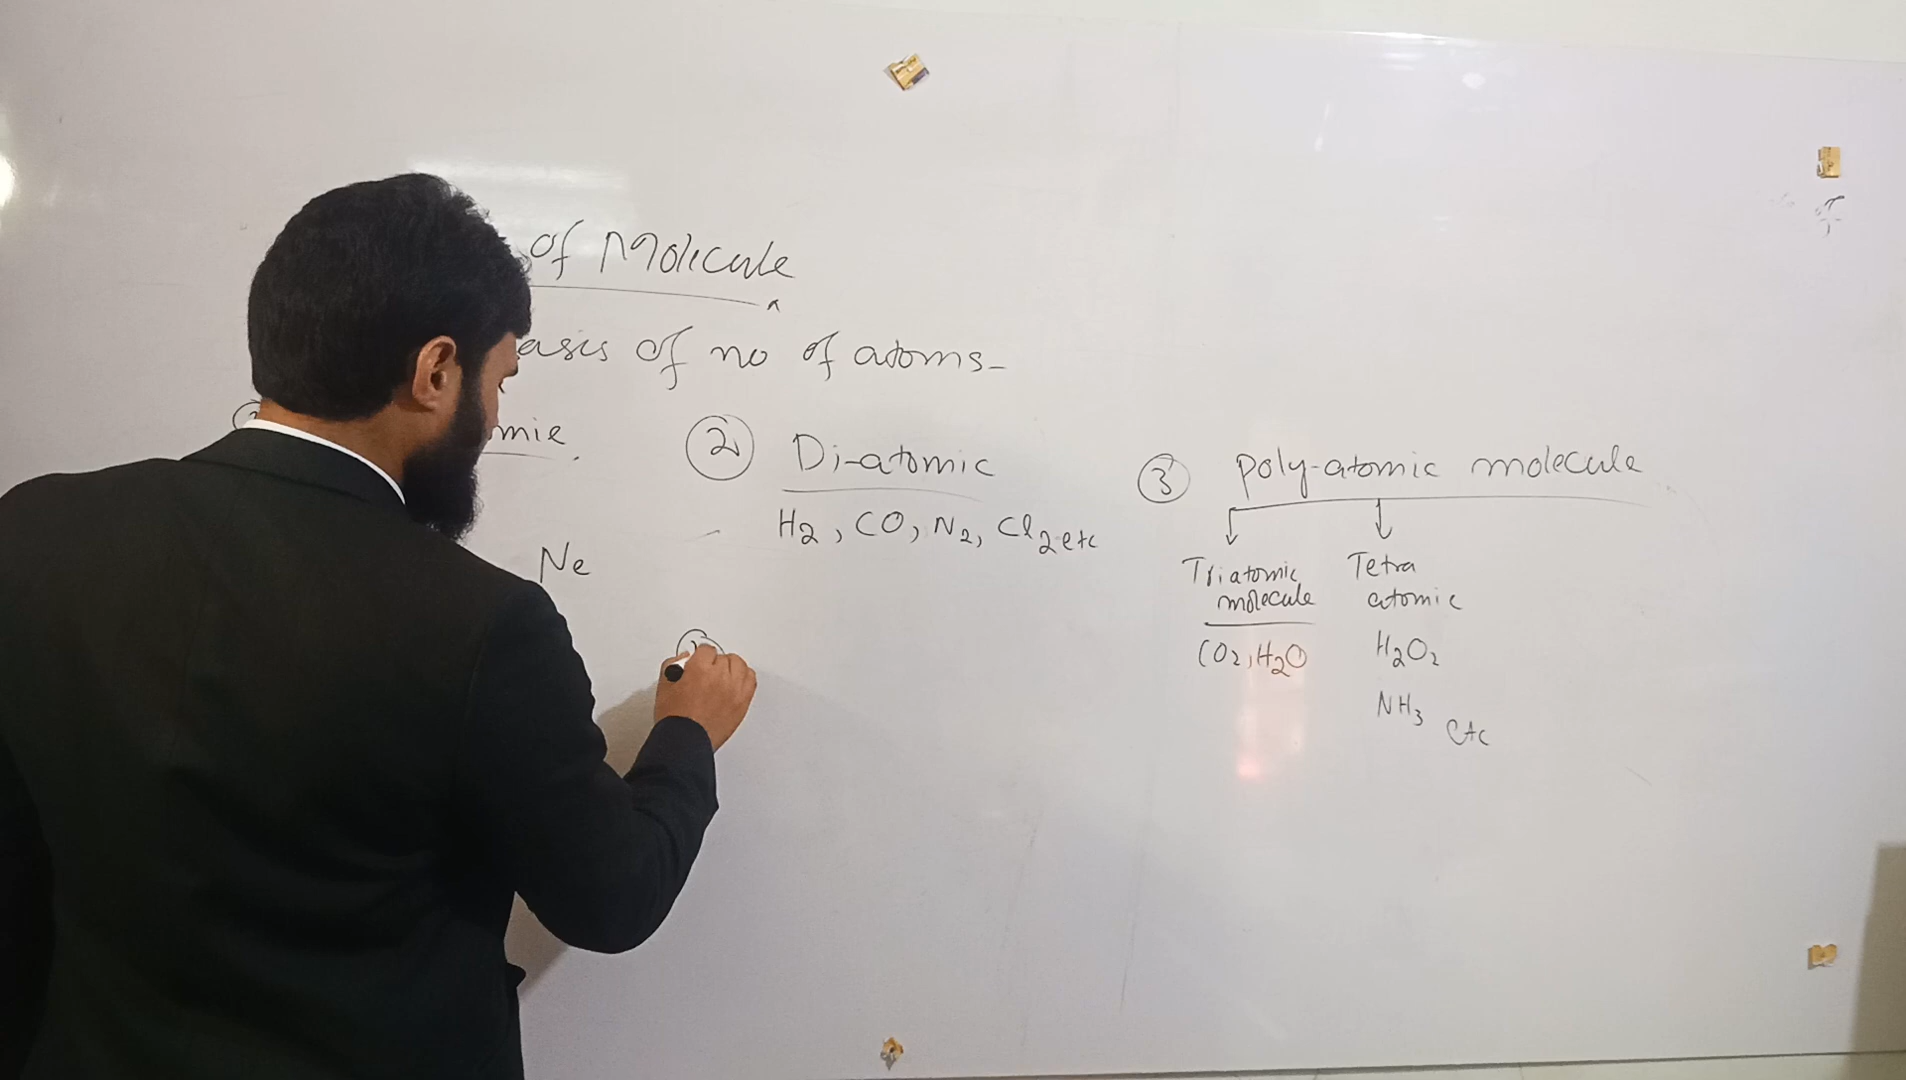 of Molecule
asis of no of atoms-
mic
Ne
② Di-atomic
H2, CO, N2, Cl2 etc
③ poly-atomic molecule
Triatomic
molecule
CO2, H2O
Tetra
atomic
H2O2
NH3
etc